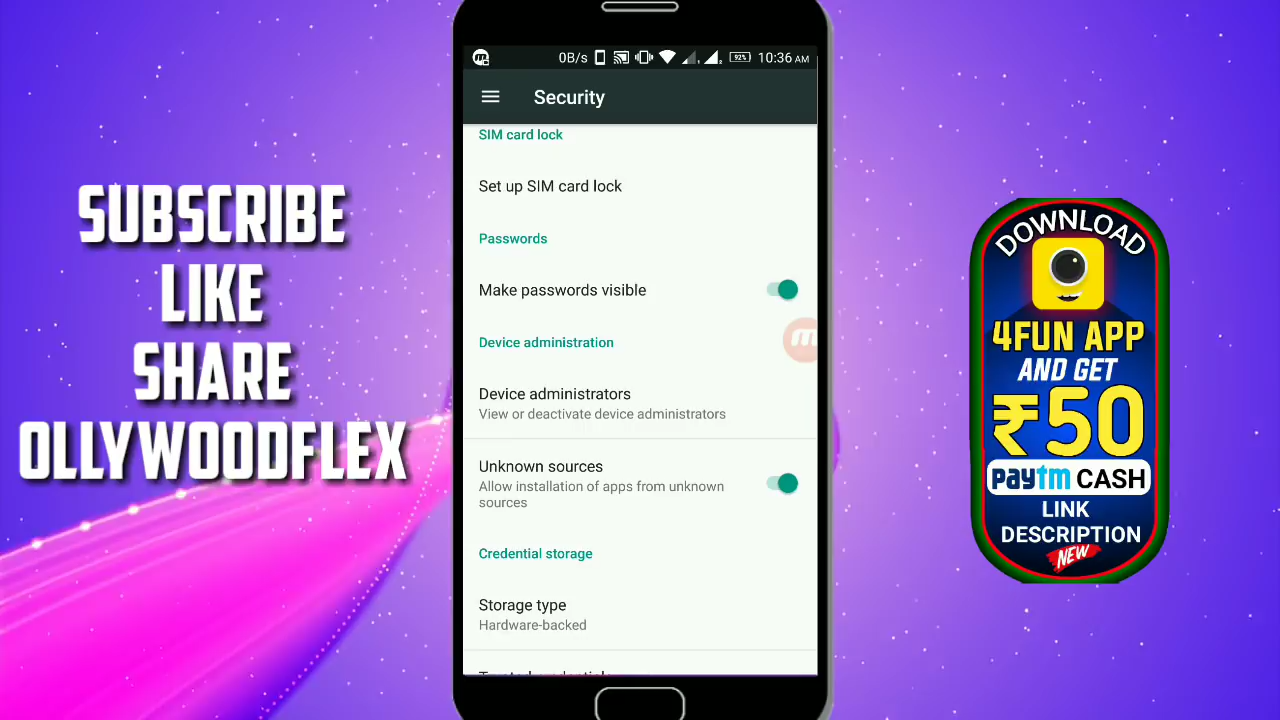 SUBSCRIBE
LIKE
SHARE
OLLYWOODFLEX
0B/s 92% 10:36 AM
Security
SIM card lock
Set up SIM card lock
Passwords
Make passwords visible
Device administration
Device administrators
View or deactivate device administrators
Unknown sources
Allow installation of apps from unknown
sources
Credential storage
Storage type
Hardware-backed
Trusted credentials
DOWNLOAD
4FUN APP
AND GET
₹50
paytm CASH
LINK
DESCRIPTION
NEW